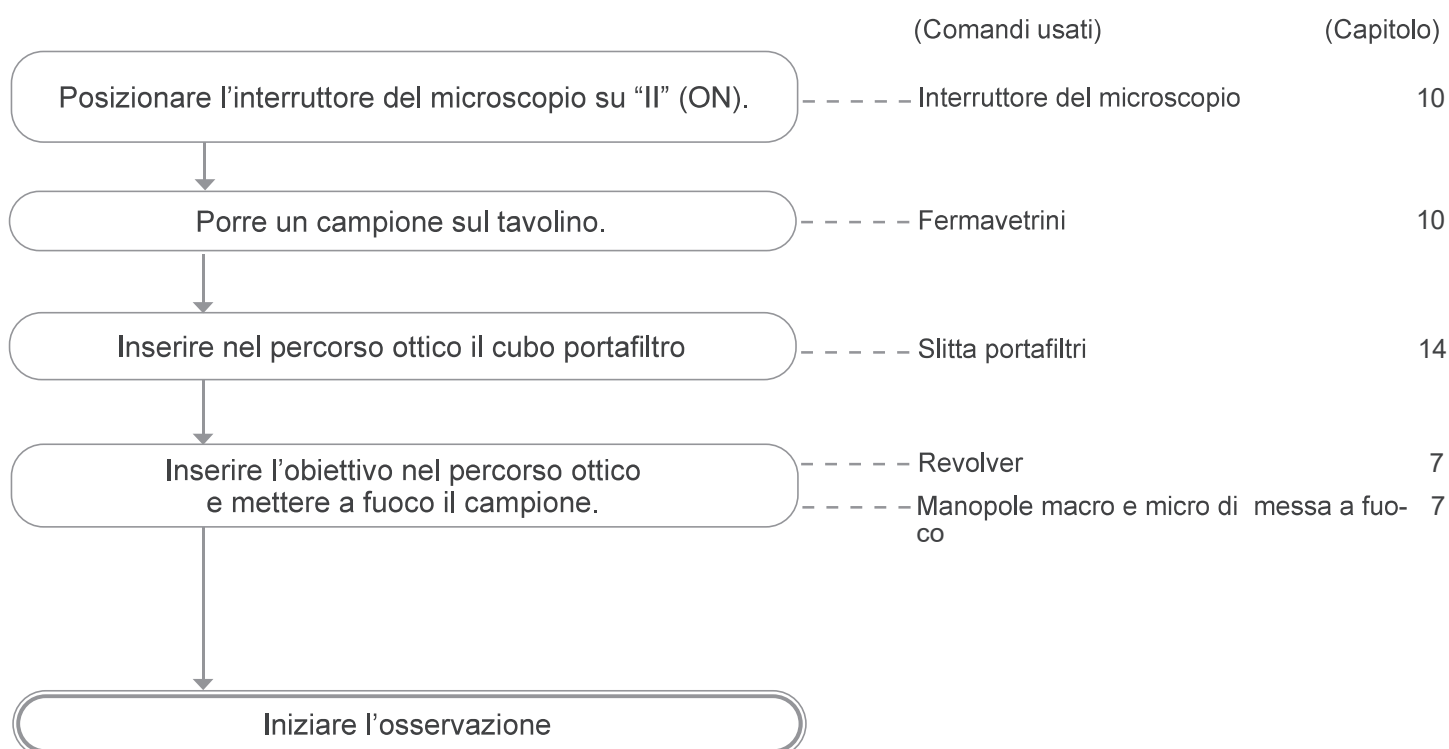 (Comandi usati) (Capitolo)
Posizionare l'interruttore del microscopio su “II” (ON). Interruttore del microscopio 10
Porre un campione sul tavolino. Fermavetrini 10
Inserire nel percorso ottico il cubo portafiltro Slitta portafiltri 14
Inserire l'obiettivo nel percorso ottico Revolver 7
e mettere a fuoco il campione. Manopole macro e micro di messa a fuo- 7
co
Iniziare l'osservazione